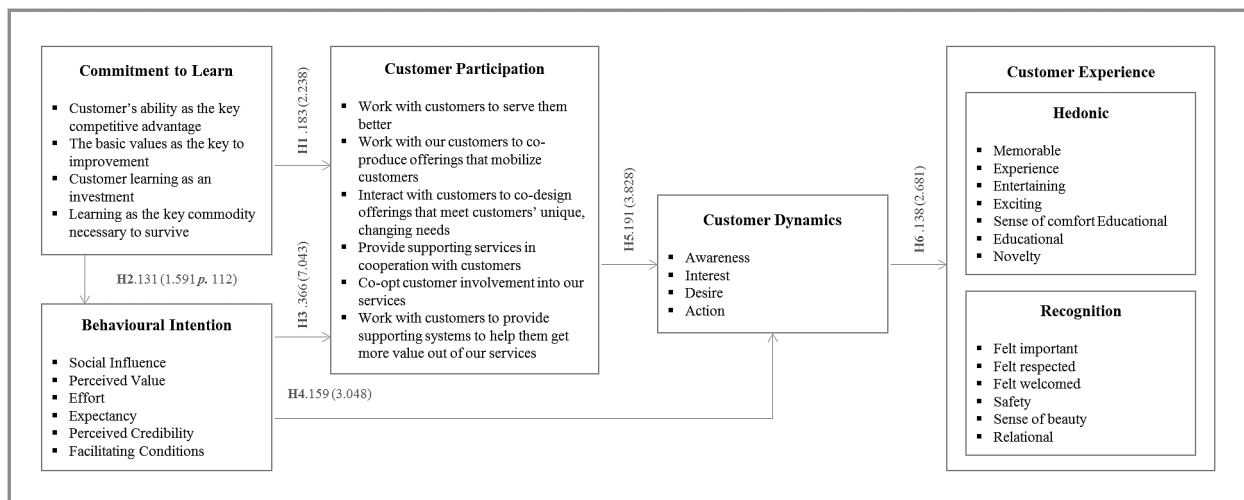 Commitment to Learn
Customer's ability as the key
competitive advantage
The basic values as the key to
improvement
Customer learning as an
investment
Learning as the key commodity
necessary to survive
H1 .183 (2.238)
H2.131 (1.591 p. 112)
Behavioural Intention
Social Influence
Perceived Value
Effort
Expectancy
Perceived Credibility
Facilitating Conditions
H3 .366 (7.043)
H4.159 (3.048)
Customer Participation
Work with customers to serve them
better
Work with our customers to co-
produce offerings that mobilize
customers
Interact with customers to co-design
offerings that meet customers' unique,
changing needs
Provide supporting services in
cooperation with customers
Co-opt customer involvement into our
services
Work with customers to provide
supporting systems to help them get
more value out of our services
H5.191 (3.828)
Customer Dynamics
Awareness
Interest
Desire
Action
H6.138 (2.681)
Customer Experience
Hedonic
Memorable
Experience
Entertaining
Exciting
Sense of comfort Educational
Educational
Novelty
Recognition
Felt important
Felt respected
Felt welcomed
Safety
Sense of beauty
Relational